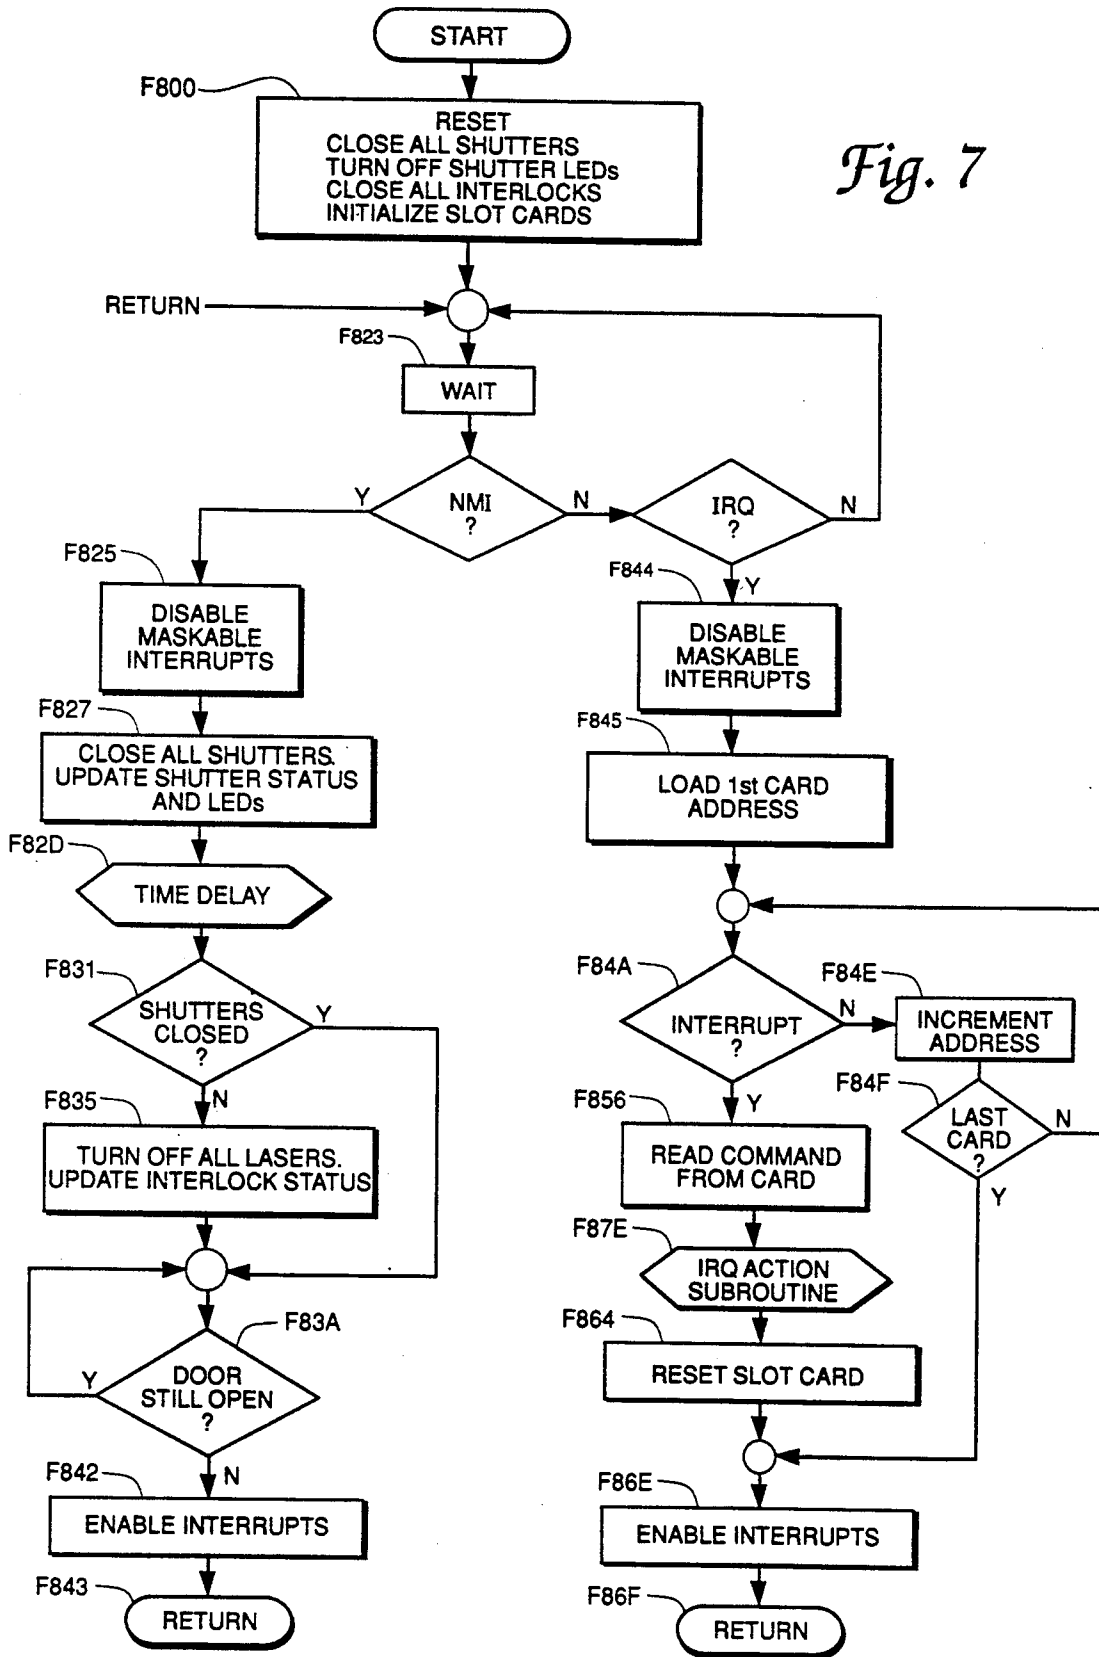 START
F800
RESET
CLOSE ALL SHUTTERS
TURN OFF SHUTTER LEDs
CLOSE ALL INTERLOCKS
INITIALIZE SLOT CARDS
Fig. 7
RETURN
F823
WAIT
Y
NMI
?
N
IRQ
?
N
Y
F825
DISABLE
MASKABLE
INTERRUPTS
F827
CLOSE ALL SHUTTERS.
UPDATE SHUTTER STATUS
AND LEDs
F82D
TIME DELAY
F831
SHUTTERS
CLOSED
?
Y
N
F835
TURN OFF ALL LASERS.
UPDATE INTERLOCK STATUS
F83A
DOOR
STILL OPEN
?
Y
N
F842
ENABLE INTERRUPTS
F843
RETURN
F844
DISABLE
MASKABLE
INTERRUPTS
F845
LOAD 1st CARD
ADDRESS
F84A
INTERRUPT
?
N
Y
F84E
INCREMENT
ADDRESS
F84F
LAST
CARD
?
N
Y
F856
READ COMMAND
FROM CARD
F87E
IRQ ACTION
SUBROUTINE
F864
RESET SLOT CARD
F86E
ENABLE INTERRUPTS
F86F
RETURN